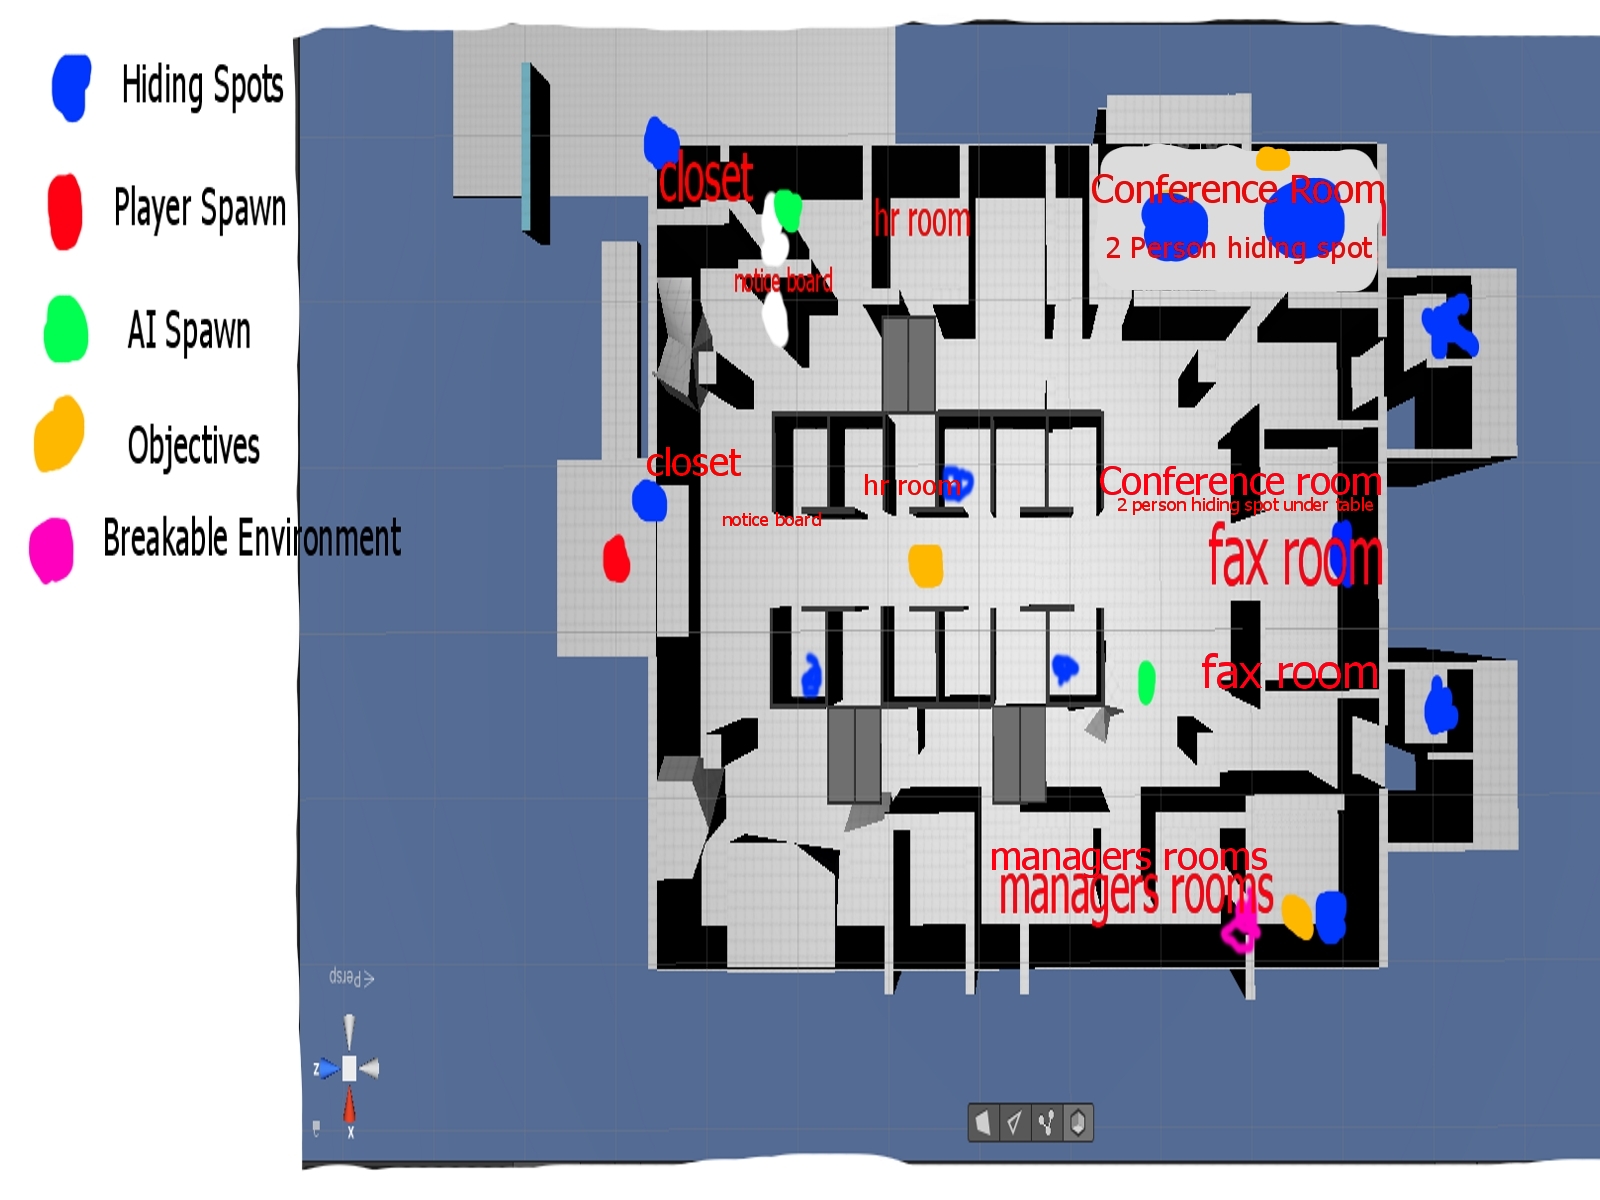 Hiding Spots
Player Spawn
AI Spawn
Objectives
Breakable Environment
closet
hr room
Conference Room
2 Person hiding spot
notice board
closet
hr room
Conference room
2 person hiding spot under table
notice board
fax room
fax room
managers rooms
managers rooms
Persp
z
x